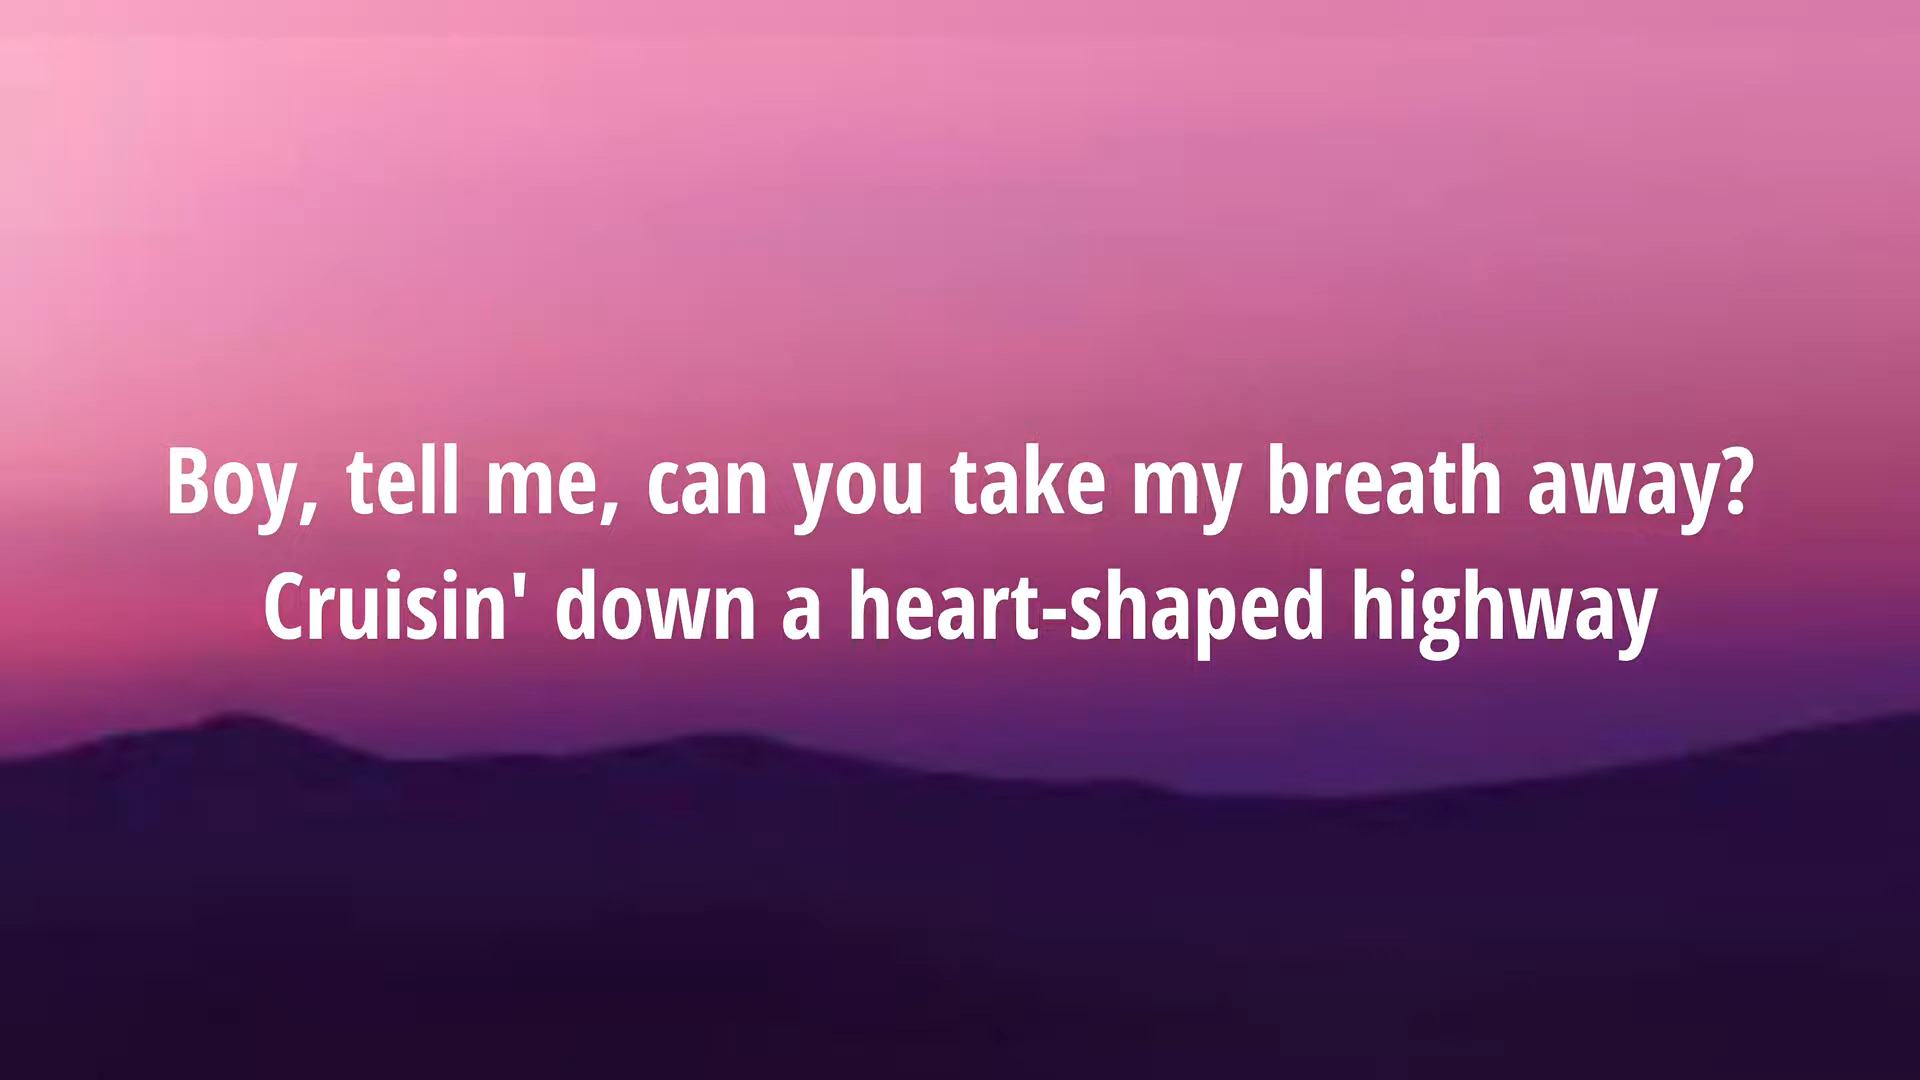 Boy, tell me, can you take my breath away?
Cruisin' down a heart-shaped highway